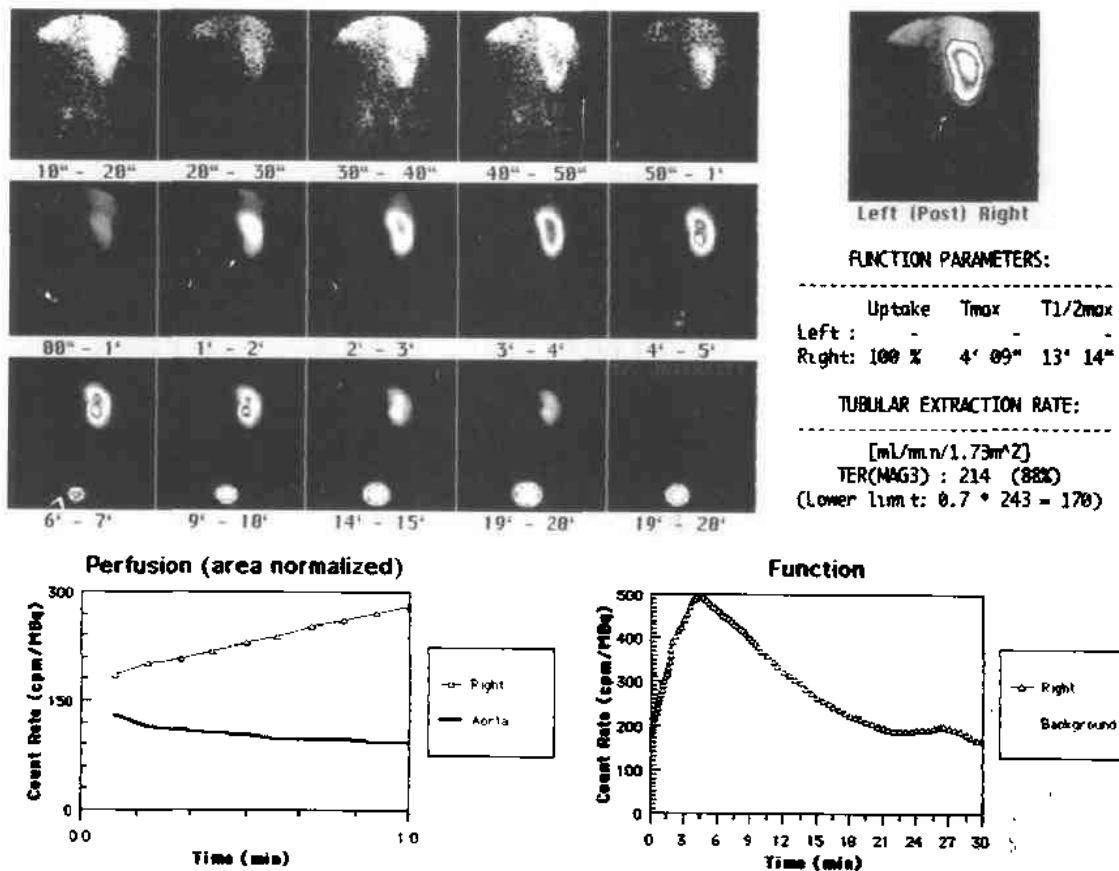 10" - 20" 20" - 30" 30" - 40" 40" - 50" 50" - 1'
Left (Post) Right
00" - 1' 1' - 2' 2' - 3' 3' - 4' 4' - 5'
FUNCTION PARAMETERS:
Uptake Tmax T1/2max
Left : - - -
Right: 100 % 4' 09" 13' 14"
TUBULAR EXTRACTION RATE:
[ml/min/1.73m^2]
TER(MAG3) : 214 (88%)
(Lower limit: 0.7 * 243 = 170)
6' - 7' 9' - 10' 14' - 15' 19' - 20' 19' - 20'
Perfusion (area normalized)
300
150
0
Count Rate (cpm/MBq)
00 10
Time (min)
Right
Aorta
Function
500
400
300
200
100
0
Count Rate (cpm/MBq)
0 3 6 9 12 15 18 21 24 27 30
Time (min)
Right
Background